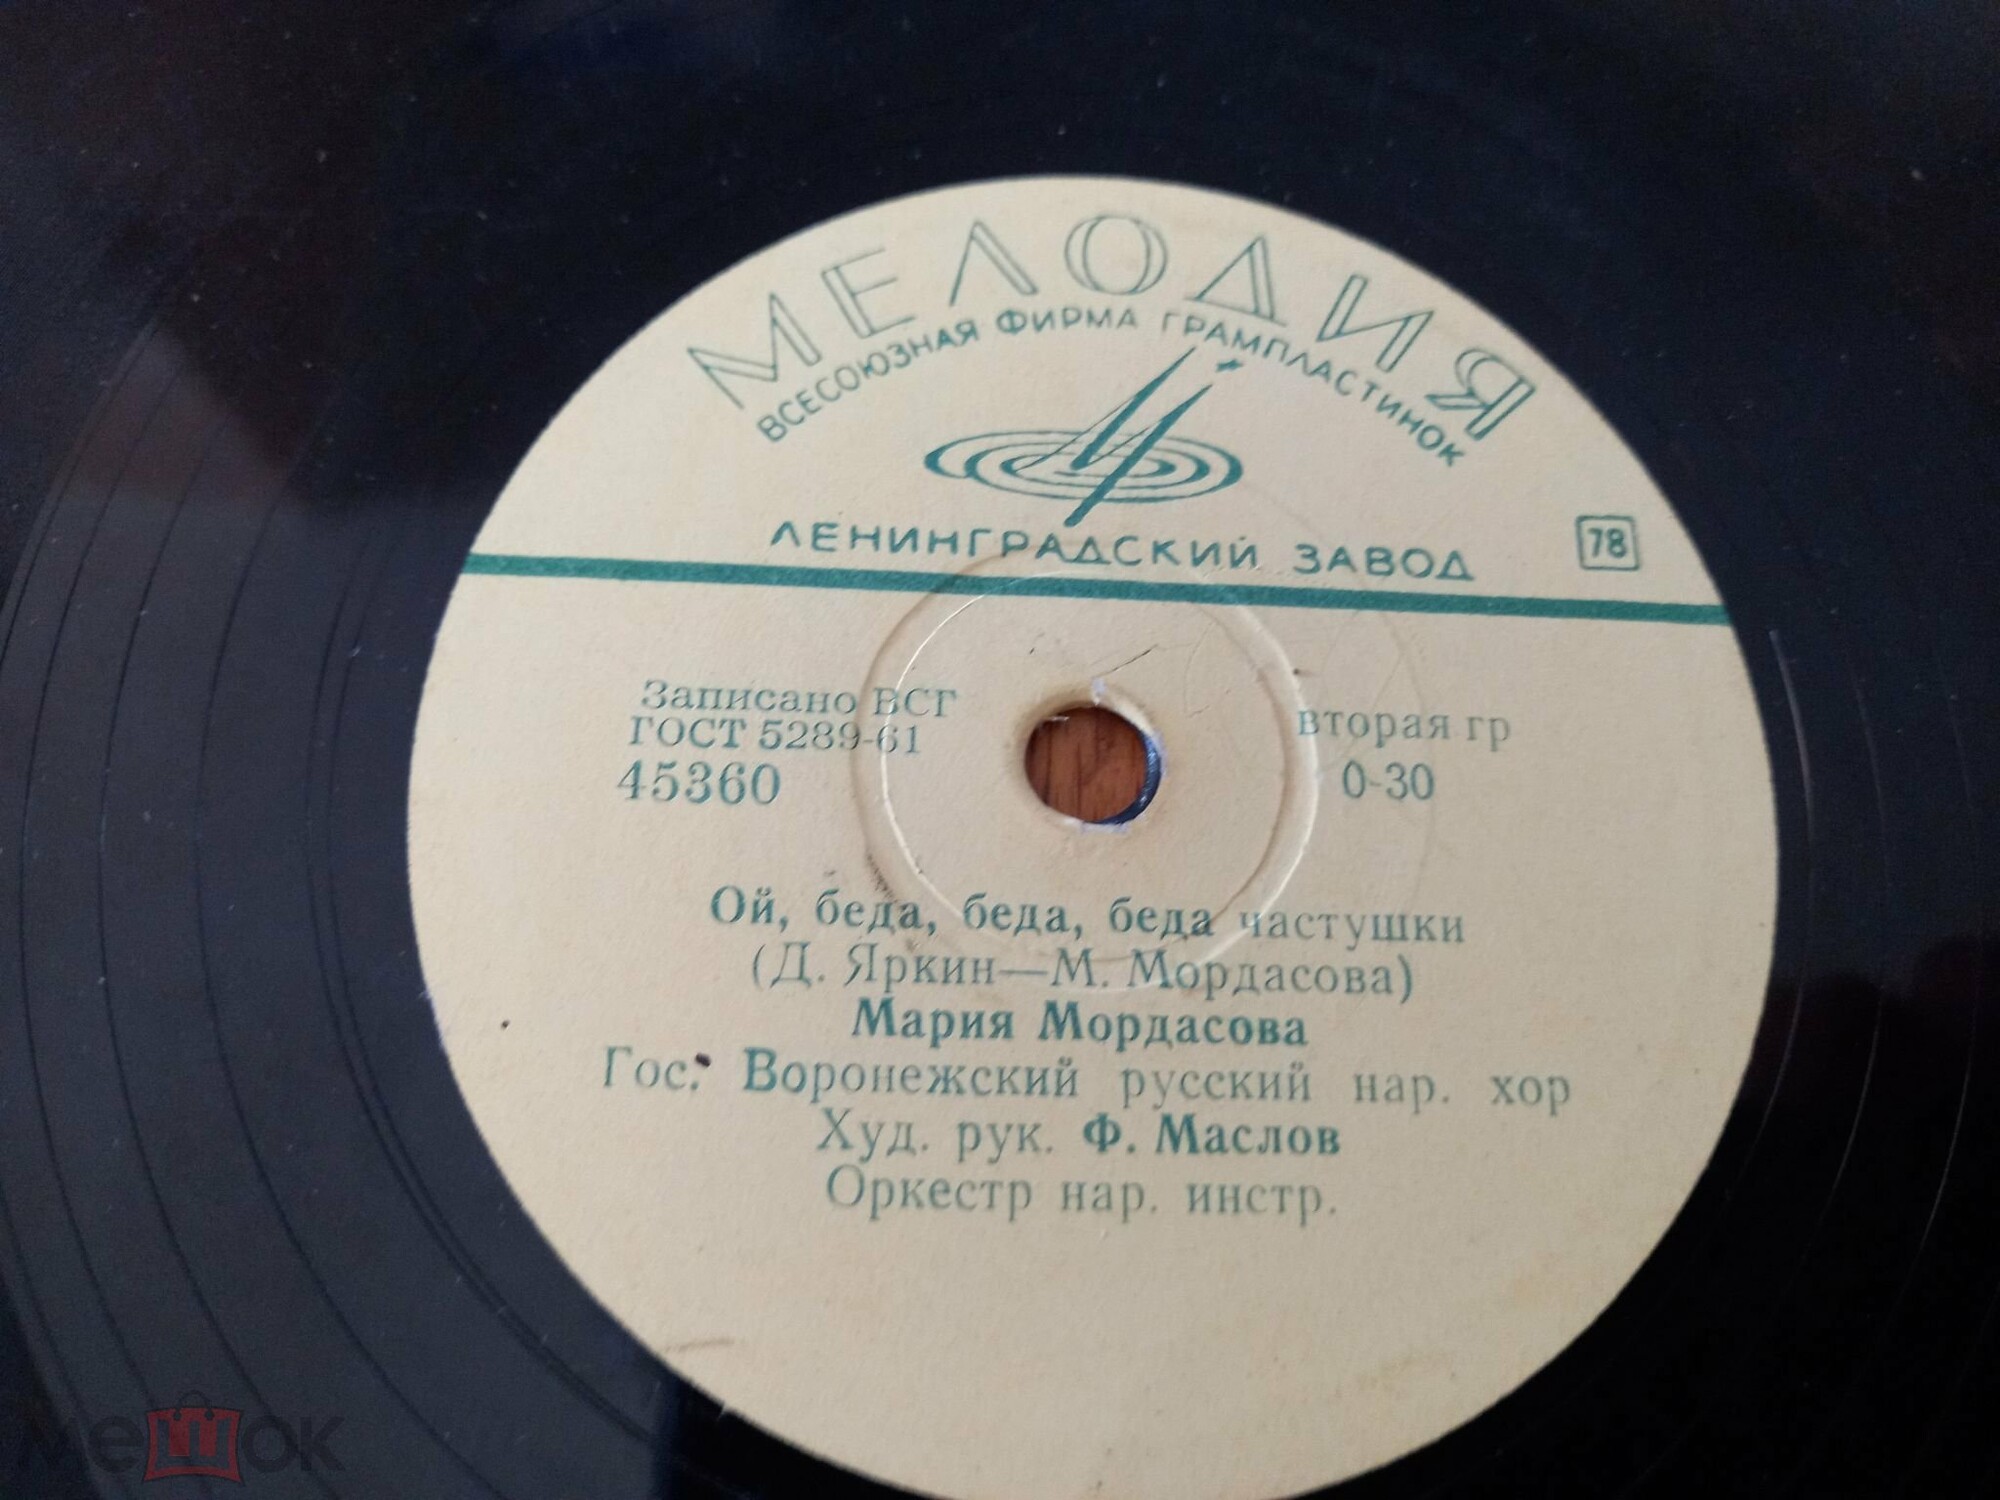 МЕЛОДИЯ
ВСЕСОЮЗНАЯ ФИРМА ГРАМПЛАСТИНОК
ЛЕНИНГРАДСКИЙ ЗАВОД
78
Записано ВСГ
ГОСТ 5289-61
45360
вторая гр
0-30
Ой, беда, беда, беда частушки
(Д. Яркин—М. Мордасова)
Мария Мордасова
Гос. Воронежский русский нар. хор
Худ. рук. Ф. Маслов
Оркестр нар. инстр.
мешок